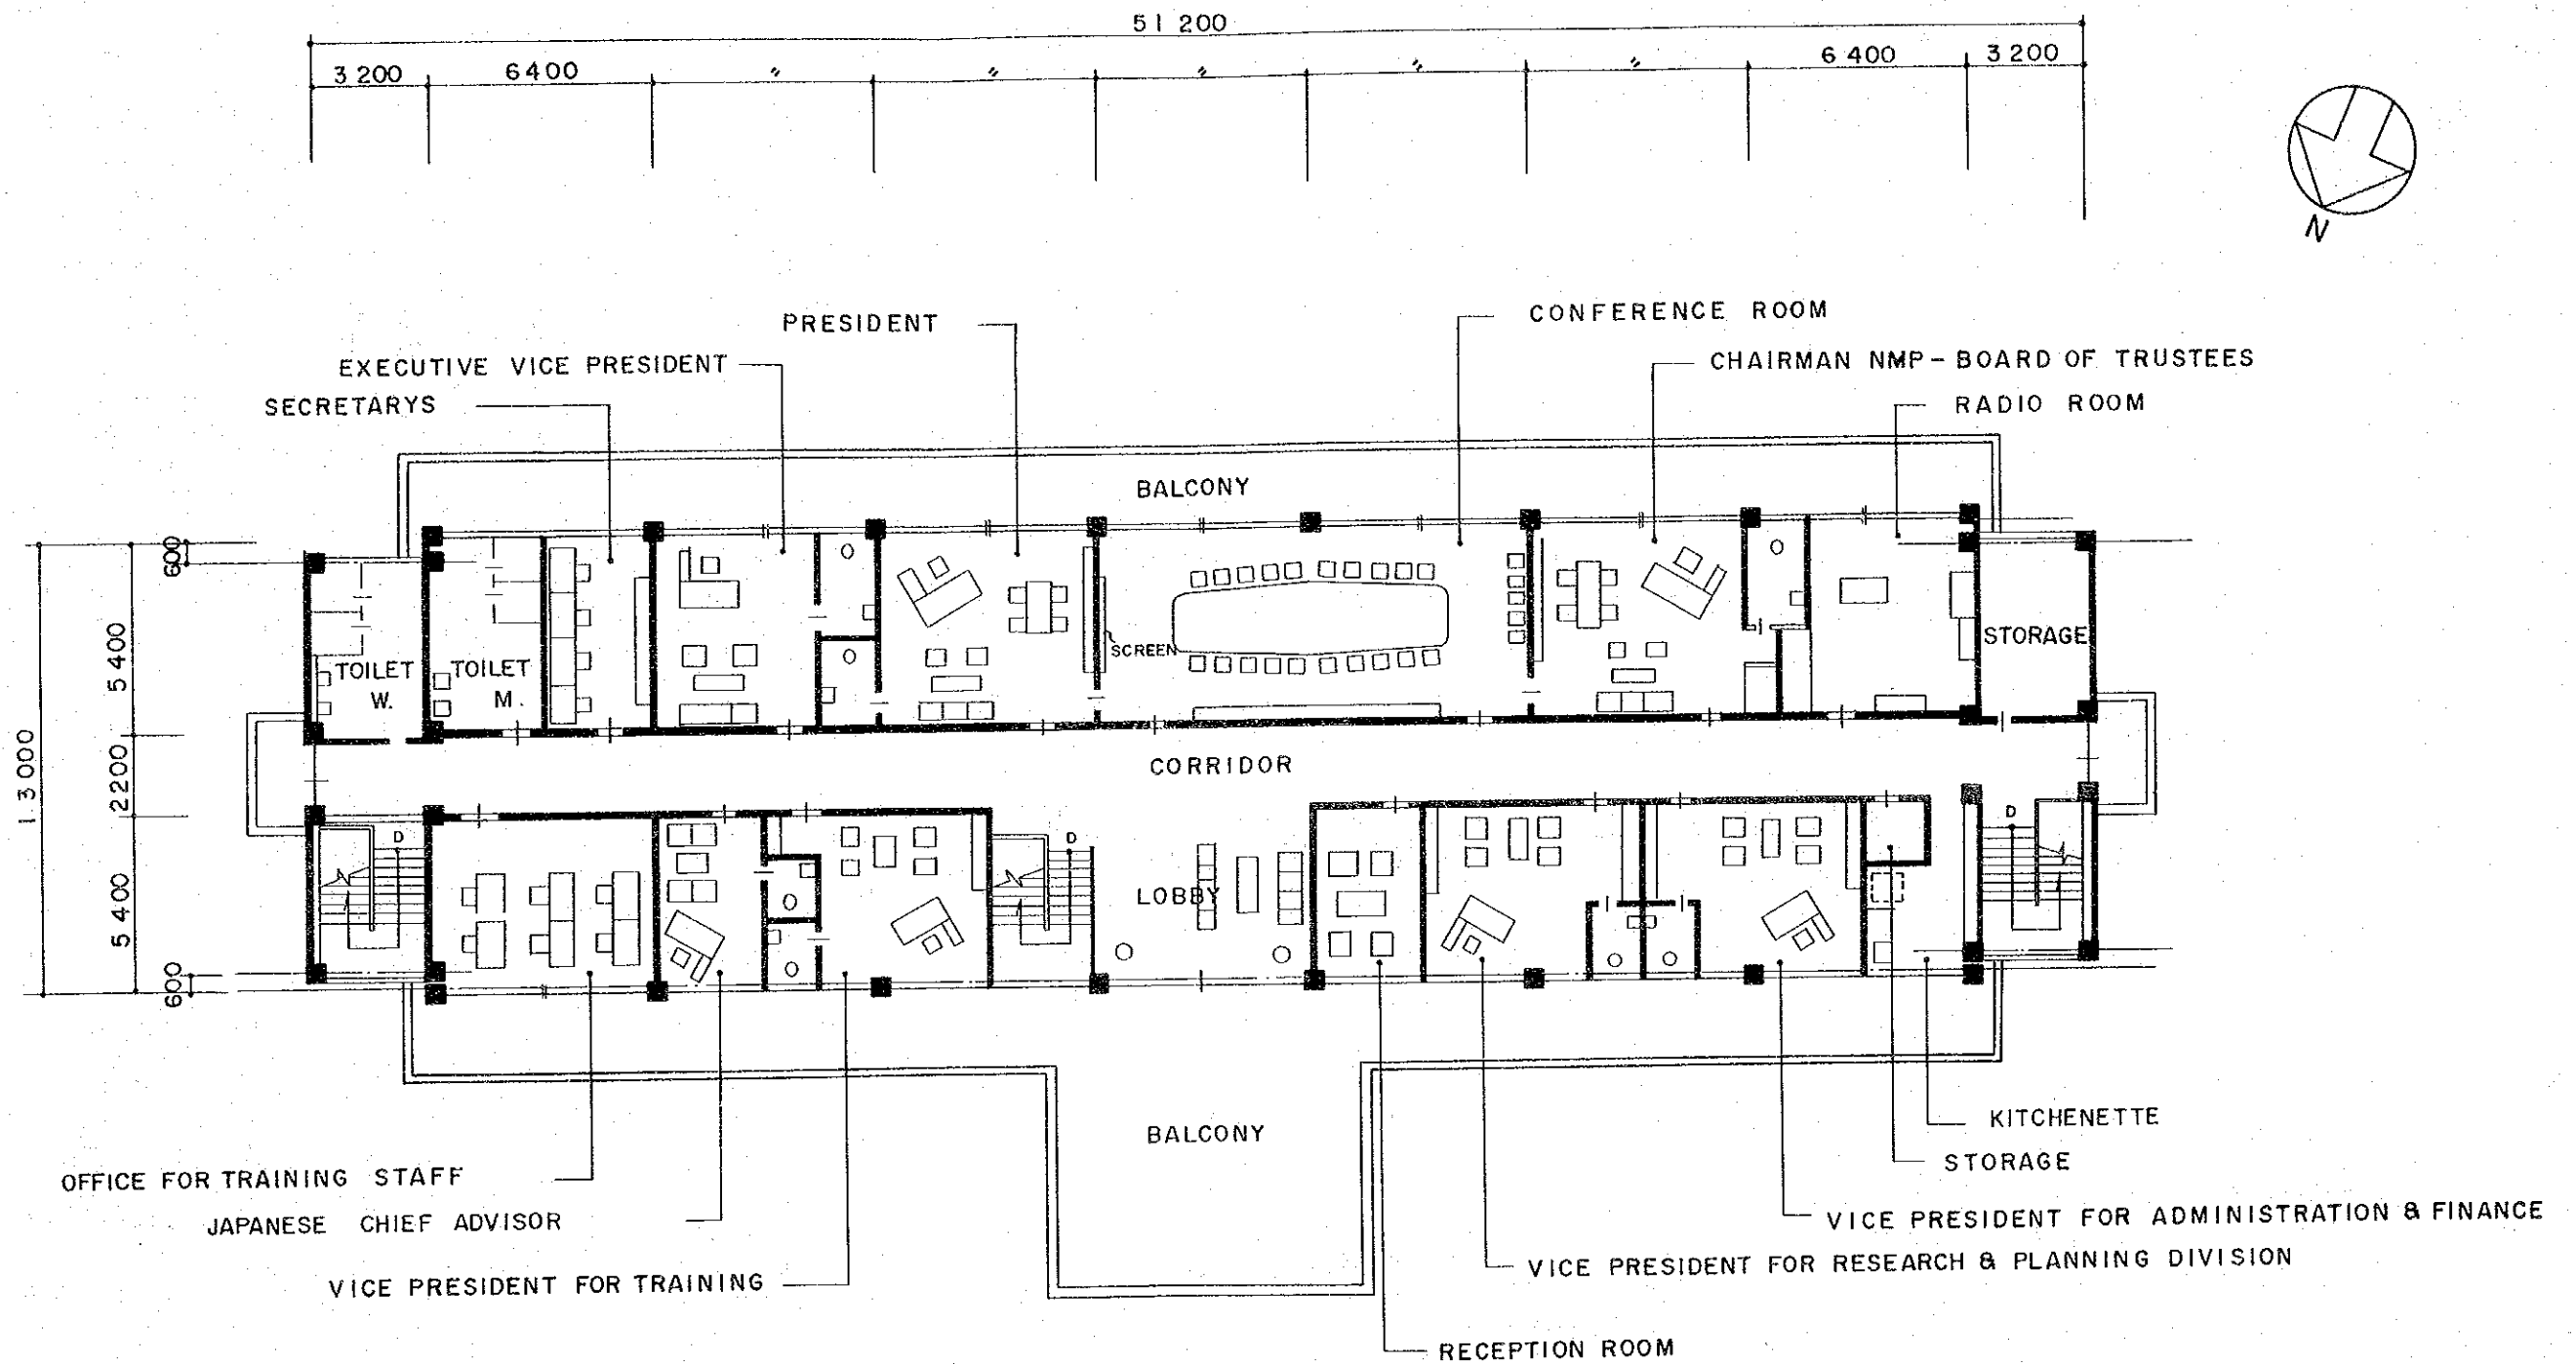 51 200
3 200
6400
〃
〃
〃
〃
〃
6 400
3 200
N
PRESIDENT
CONFERENCE ROOM
EXECUTIVE VICE PRESIDENT
CHAIRMAN NMP-BOARD OF TRUSTEES
SECRETARYS
RADIO ROOM
BALCONY
600
5 400
13 000
2200
5 400
600
TOILET
W.
TOILET
M.
SCREEN
STORAGE
CORRIDOR
D
D
LOBBY
D
BALCONY
KITCHENETTE
STORAGE
OFFICE FOR TRAINING STAFF
JAPANESE CHIEF ADVISOR
VICE PRESIDENT FOR ADMINISTRATION & FINANCE
VICE PRESIDENT FOR RESEARCH & PLANNING DIVISION
VICE PRESIDENT FOR TRAINING
RECEPTION ROOM